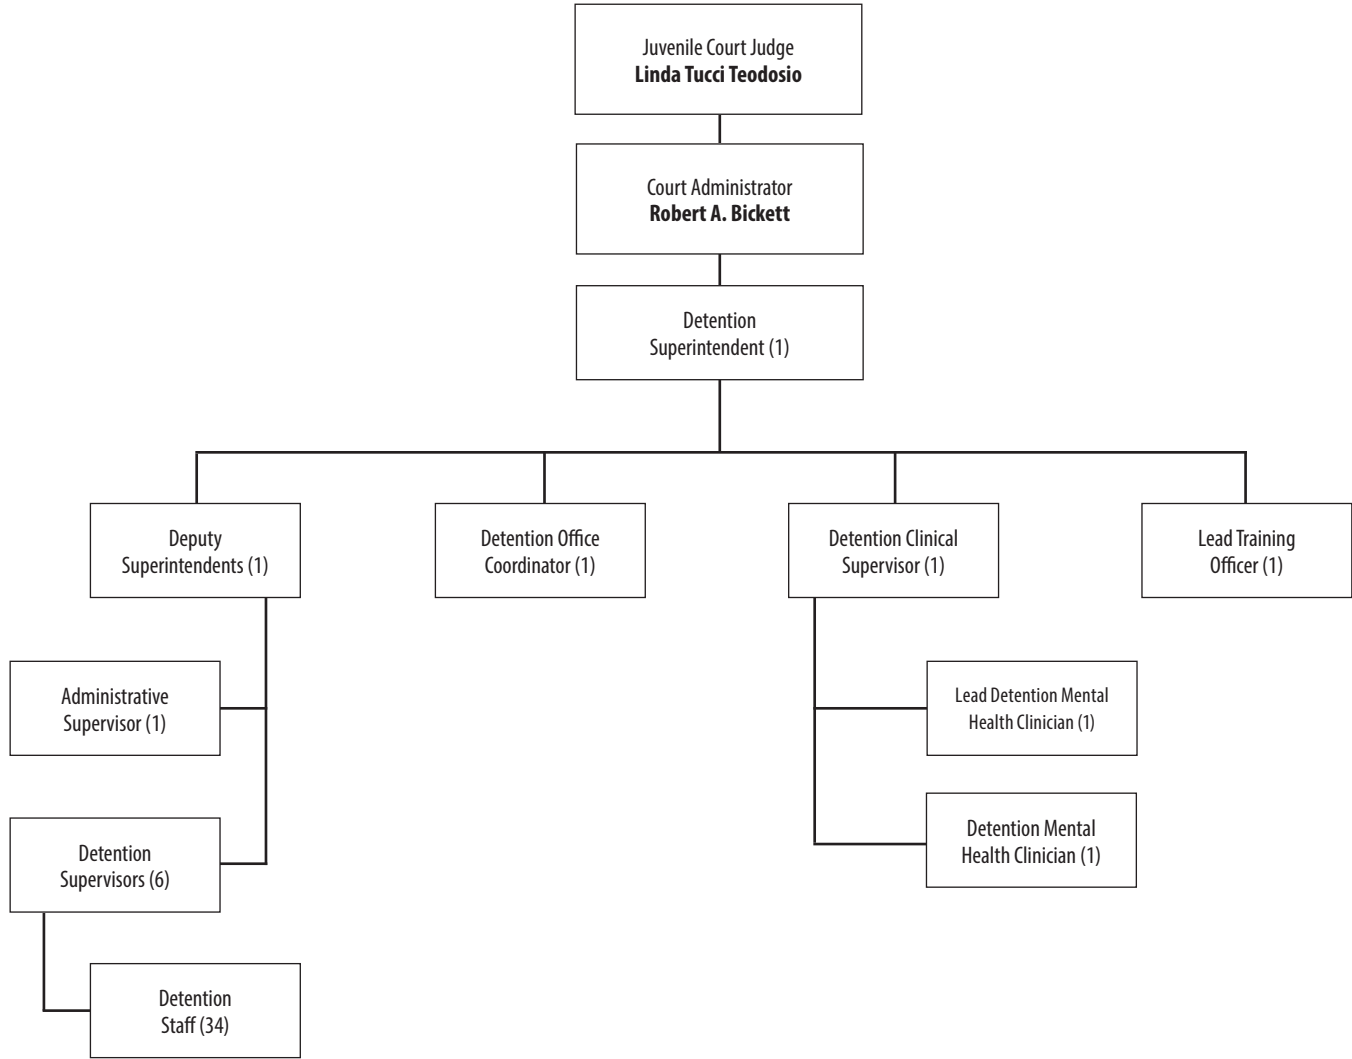 Juvenile Court Judge
Linda Tucci Teodosio
Court Administrator
Robert A. Bickett
Detention
Superintendent (1)
Deputy
Superintendents (1)
Detention Office
Coordinator (1)
Detention Clinical
Supervisor (1)
Lead Training
Officer (1)
Administrative
Supervisor (1)
Lead Detention Mental
Health Clinician (1)
Detention
Supervisors (6)
Detention Mental
Health Clinician (1)
Detention
Staff (34)